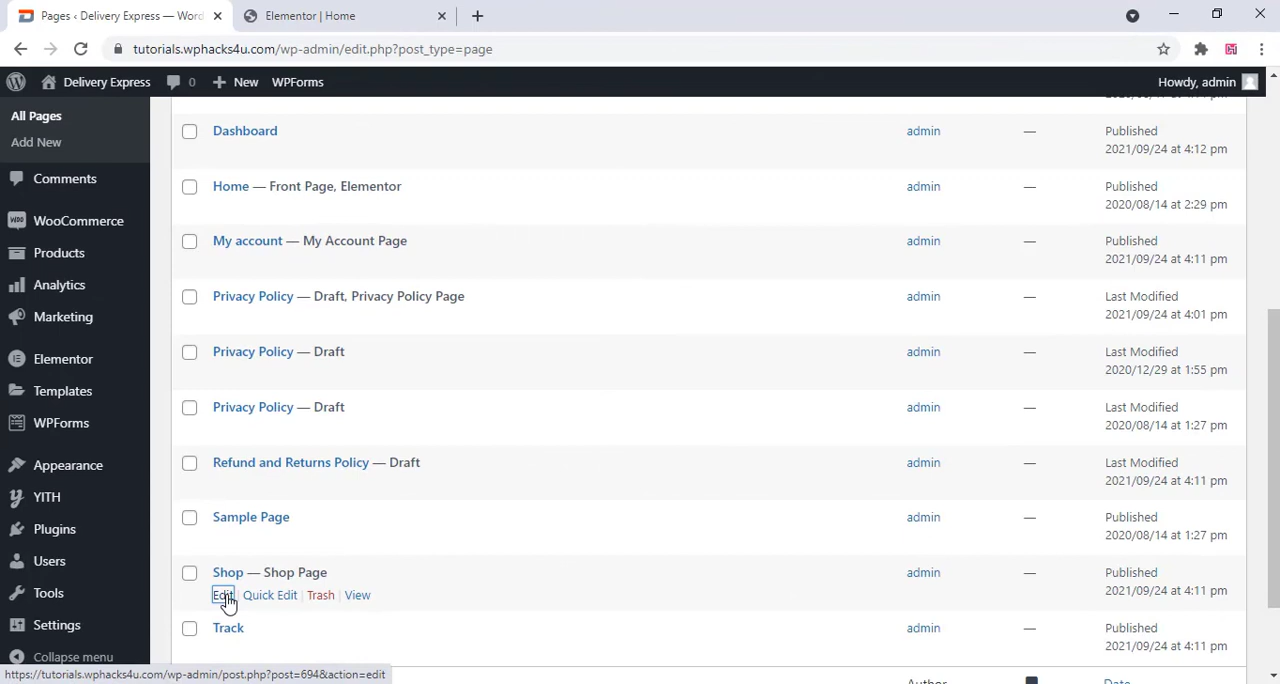 Pages ‹ Delivery Express — Word
Elementor | Home
tutorials.wphacks4u.com/wp-admin/edit.php?post_type=page
Delivery Express
0
New
WPForms
Howdy, admin
All Pages
Add New
Comments
WooCommerce
Products
Analytics
Marketing
Elementor
Templates
WPForms
Appearance
YITH
Plugins
Users
Tools
Settings
Collapse menu
Dashboard admin — Published
2021/09/24 at 4:12 pm
Home — Front Page, Elementor admin — Published
2020/08/14 at 2:29 pm
My account — My Account Page admin — Published
2021/09/24 at 4:11 pm
Privacy Policy — Draft, Privacy Policy Page admin — Last Modified
2021/09/24 at 4:01 pm
Privacy Policy — Draft admin — Last Modified
2020/12/29 at 1:55 pm
Privacy Policy — Draft admin — Last Modified
2020/08/14 at 1:27 pm
Refund and Returns Policy — Draft admin — Last Modified
2021/09/24 at 4:11 pm
Sample Page admin — Published
2020/08/14 at 1:27 pm
Shop — Shop Page admin — Published
2021/09/24 at 4:11 pm
Edit | Quick Edit | Trash | View
Track admin — Published
2021/09/24 at 4:11 pm
Author Date
https://tutorials.wphacks4u.com/wp-admin/post.php?post=694&action=edit